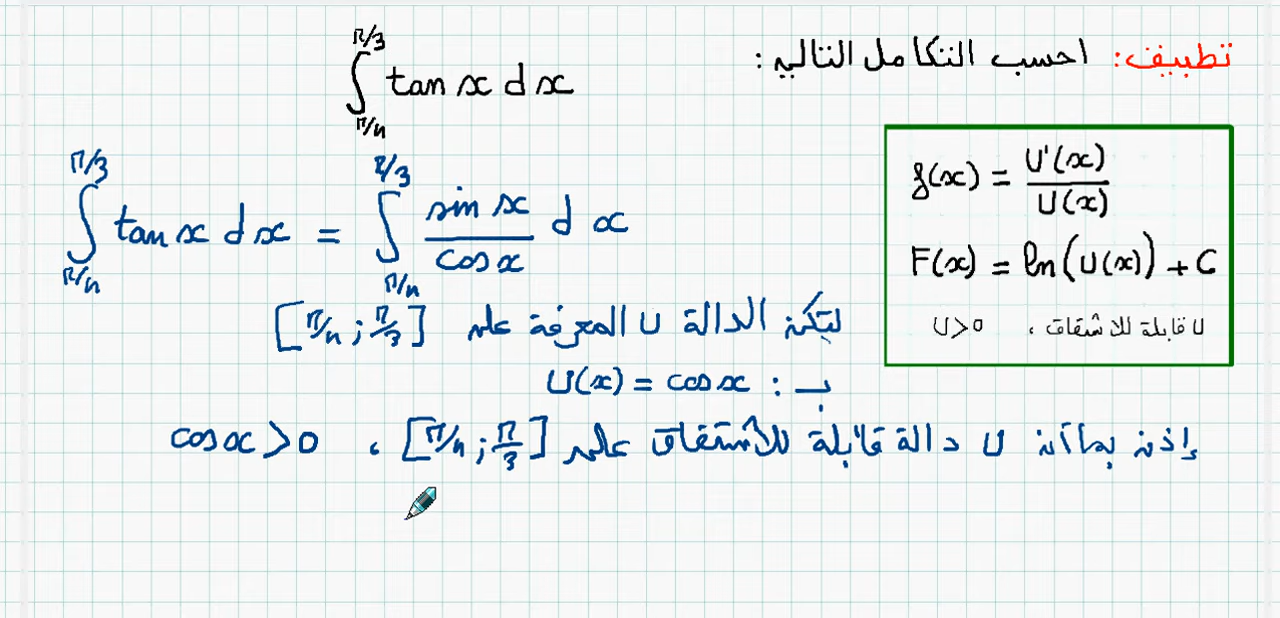 تطبيق: احسب التكامل التالي:
∫_{π/4}^{π/3} tan x dx
f(x) = U'(x)/U(x)
F(x) = ln(U(x)) + C
U قابلة للاشتقاق ، U>0
∫_{π/4}^{π/3} tan x dx = ∫_{π/4}^{π/3} sin x/cos x dx
لتكن الدالة U المعرفة على [π/4 ; π/3]
بـ : U(x) = cos x
إذن بما أن U دالة قابلة للاشتقاق على [π/4 ; π/3] ، cos x > 0